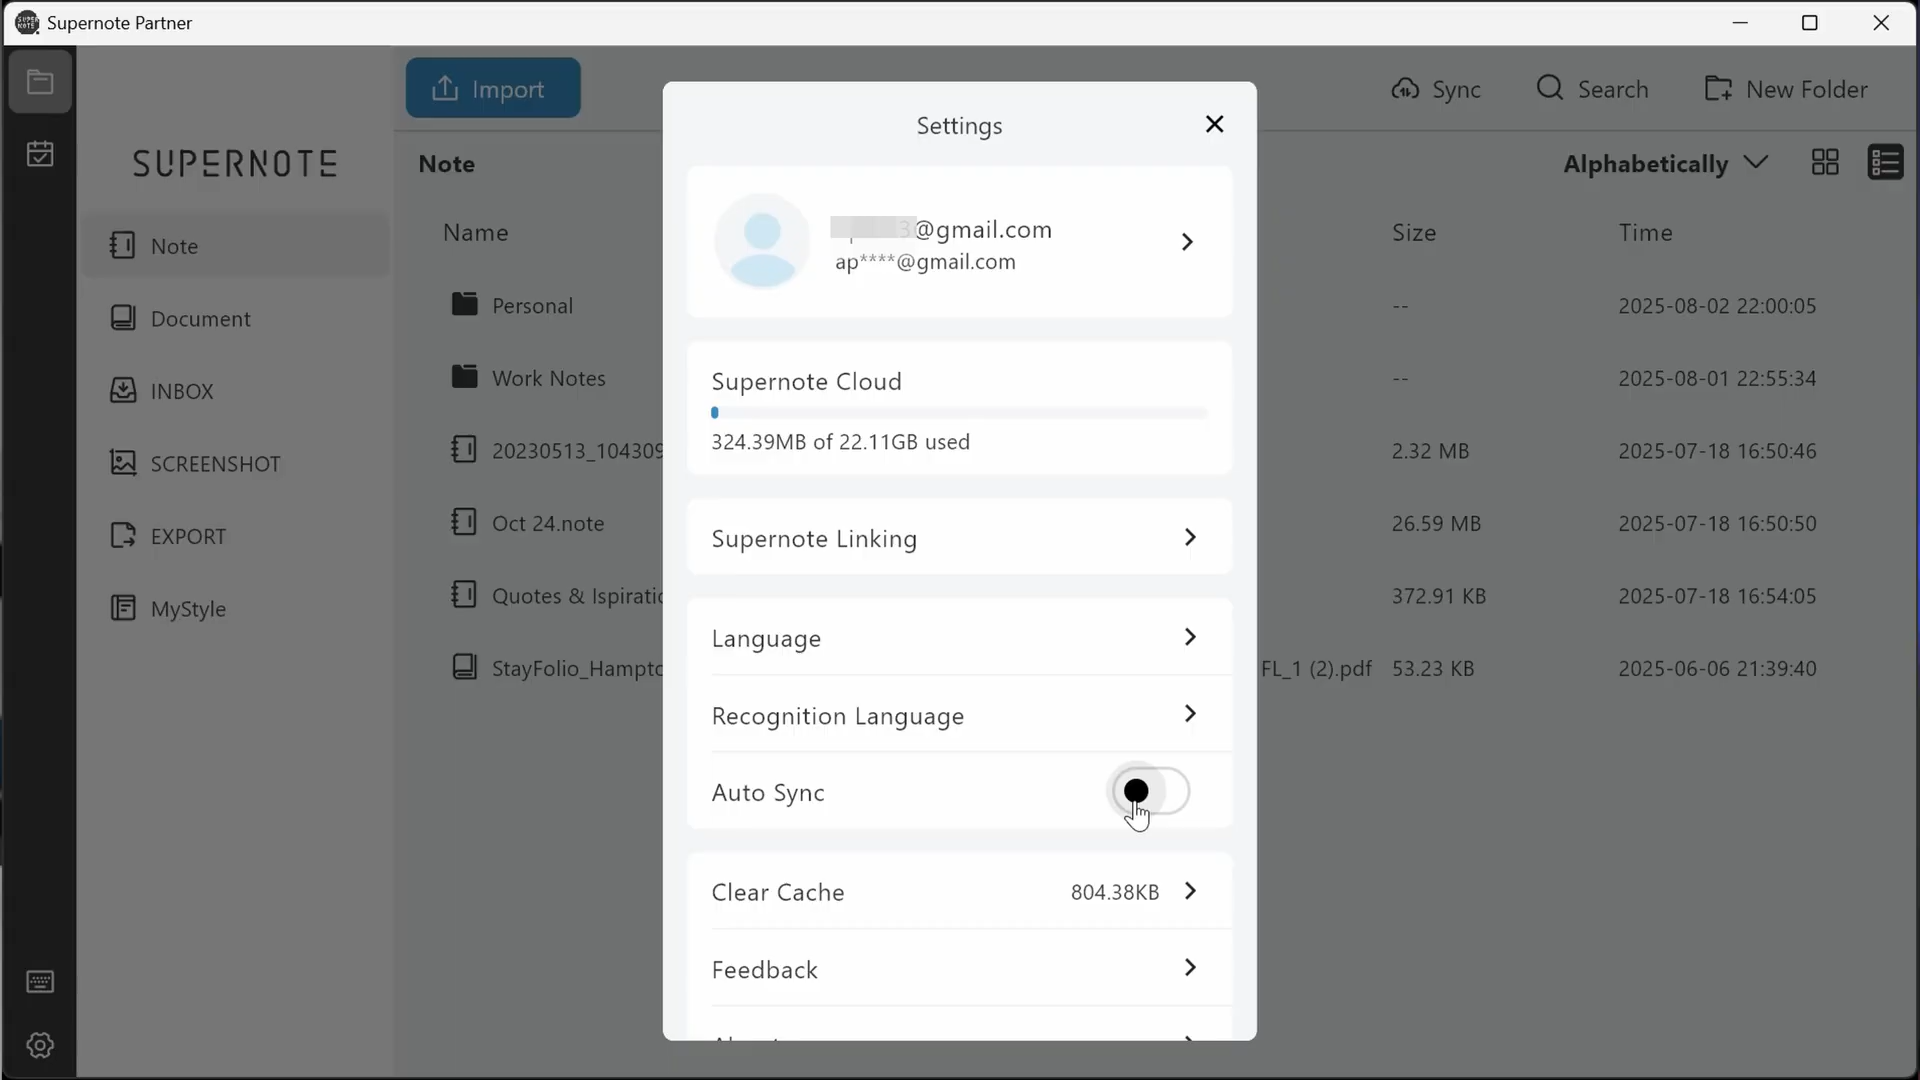 Supernote Partner
Import
Sync
Search
New Folder
SUPERNOTE
Note
Document
INBOX
SCREENSHOT
EXPORT
MyStyle
Note
Alphabetically
Name
Size
Time
Personal
--
2025-08-02 22:00:05
Work Notes
--
2025-08-01 22:55:34
20230513_104309
2.32 MB
2025-07-18 16:50:46
Oct 24.note
26.59 MB
2025-07-18 16:50:50
Quotes & Ispiratio
372.91 KB
2025-07-18 16:54:05
StayFolio_Hampto
FL_1 (2).pdf
53.23 KB
2025-06-06 21:39:40
Settings
3@gmail.com
ap****@gmail.com
Supernote Cloud
324.39MB of 22.11GB used
Supernote Linking
Language
Recognition Language
Auto Sync
Clear Cache
804.38KB
Feedback